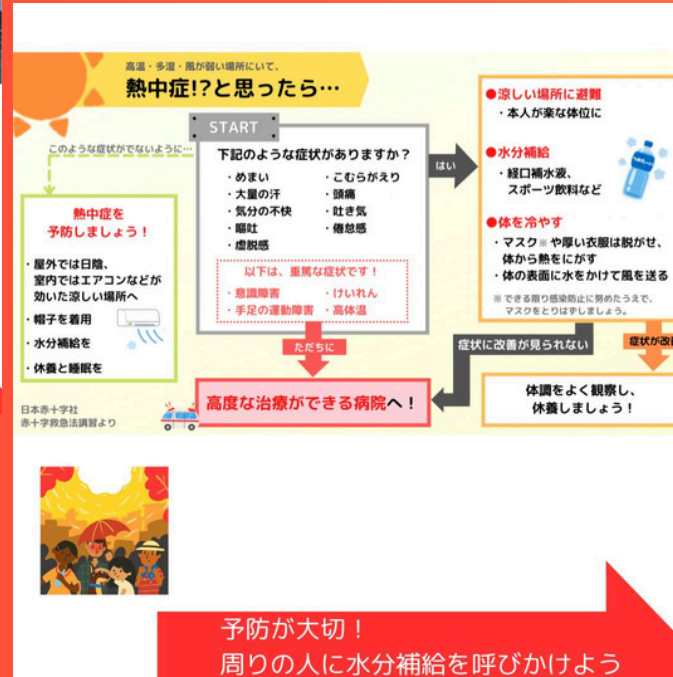 高温・多湿・風が弱い場所にいて、
熱中症!?と思ったら…
START
このような症状がでないように…
下記のような症状がありますか？
・めまい ・こむらがえり
・大量の汗 ・頭痛
・気分の不快 ・吐き気
・嘔吐 ・倦怠感
・虚脱感
以下は、重篤な症状です！
・意識障害 ・けいれん
・手足の運動障害 ・高体温
はい
●涼しい場所に避難
・本人が楽な体位に
●水分補給
・経口補水液、
スポーツ飲料など
●体を冷やす
・マスク※や厚い衣服は脱がせ、
体から熱をにがす
・体の表面に水をかけて風を送る
※できる限り感染防止に努めたうえで、
マスクをとりはずしましょう。
熱中症を
予防しましょう！
・屋外では日陰、
室内ではエアコンなどが
効いた涼しい場所へ
・帽子を着用
・水分補給を
・休養と睡眠を
ただちに
症状に改善が見られない
症状が改
高度な治療ができる病院へ！
体調をよく観察し、
休養しましょう！
日本赤十字社
赤十字救急法講習より
予防が大切！
周りの人に水分補給を呼びかけよう